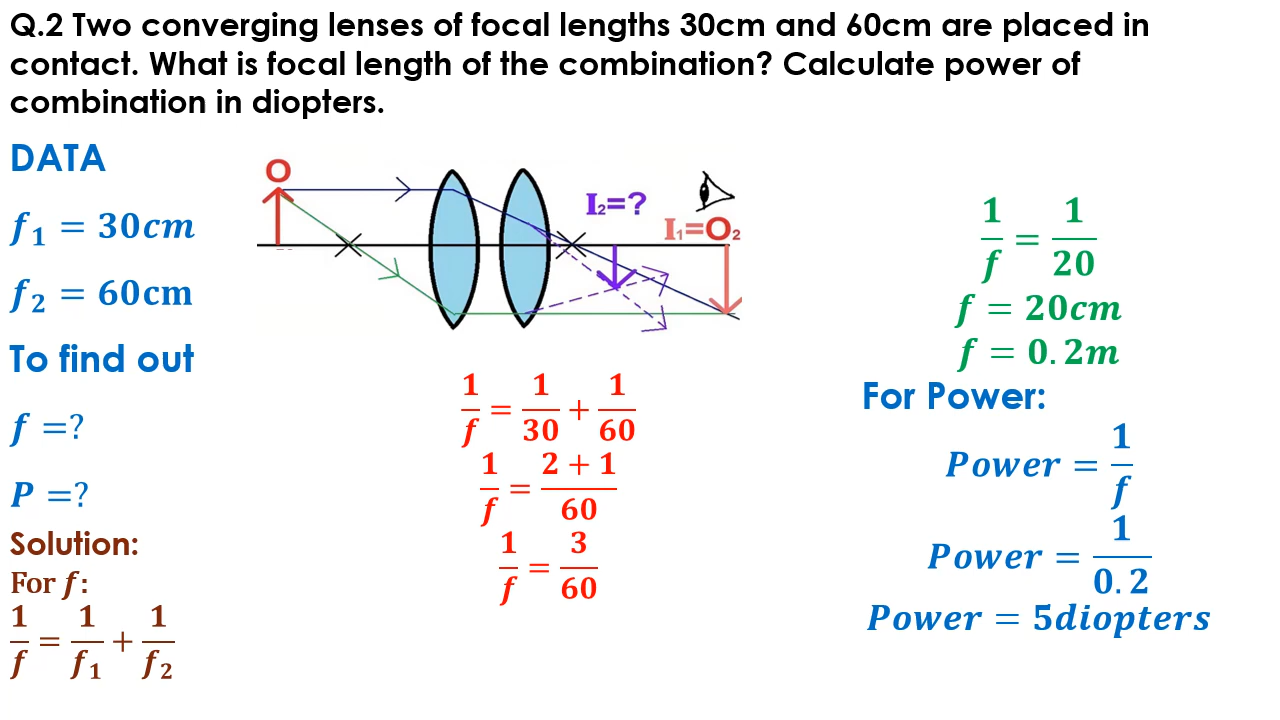 Q.2 Two converging lenses of focal lengths 30cm and 60cm are placed in
contact. What is focal length of the combination? Calculate power of
combination in diopters.
DATA
f₁ = 30cm
f₂ = 60cm
To find out
f =?
P =?
Solution:
For f:
1/f = 1/f₁ + 1/f₂
O
I₂=?
I₁=O₂
1/f = 1/30 + 1/60
1/f = (2 + 1)/60
1/f = 3/60
1/f = 1/20
f = 20cm
f = 0.2m
For Power:
Power = 1/f
Power = 1/0.2
Power = 5diopters